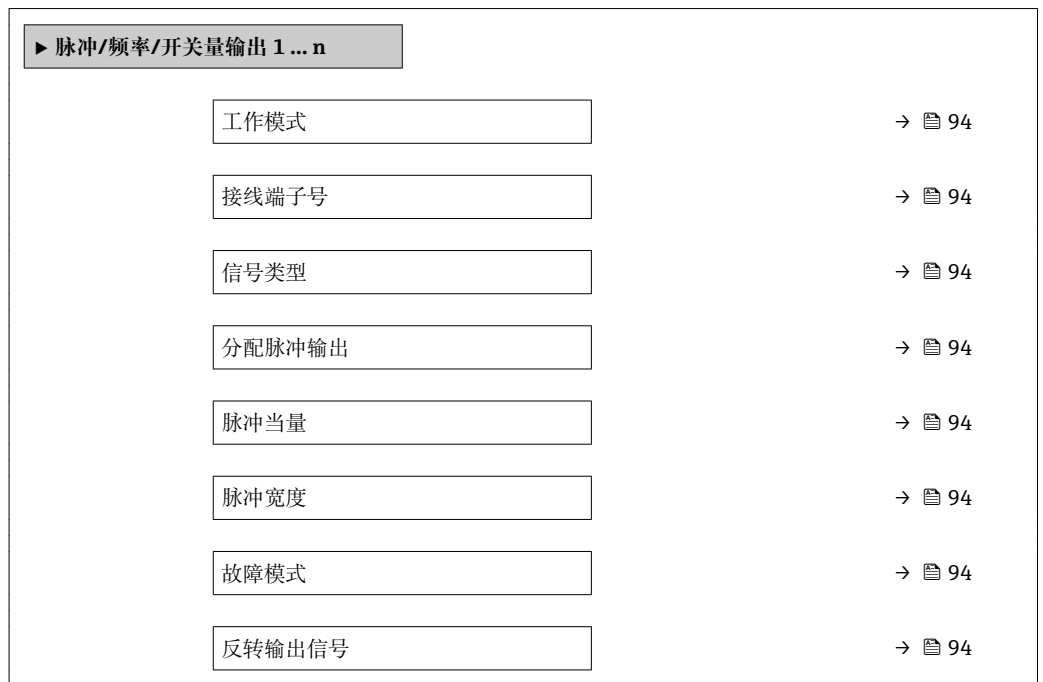 ▶ 脉冲/频率/开关量输出 1 ... n
工作模式 → 94
接线端子号 → 94
信号类型 → 94
分配脉冲输出 → 94
脉冲当量 → 94
脉冲宽度 → 94
故障模式 → 94
反转输出信号 → 94